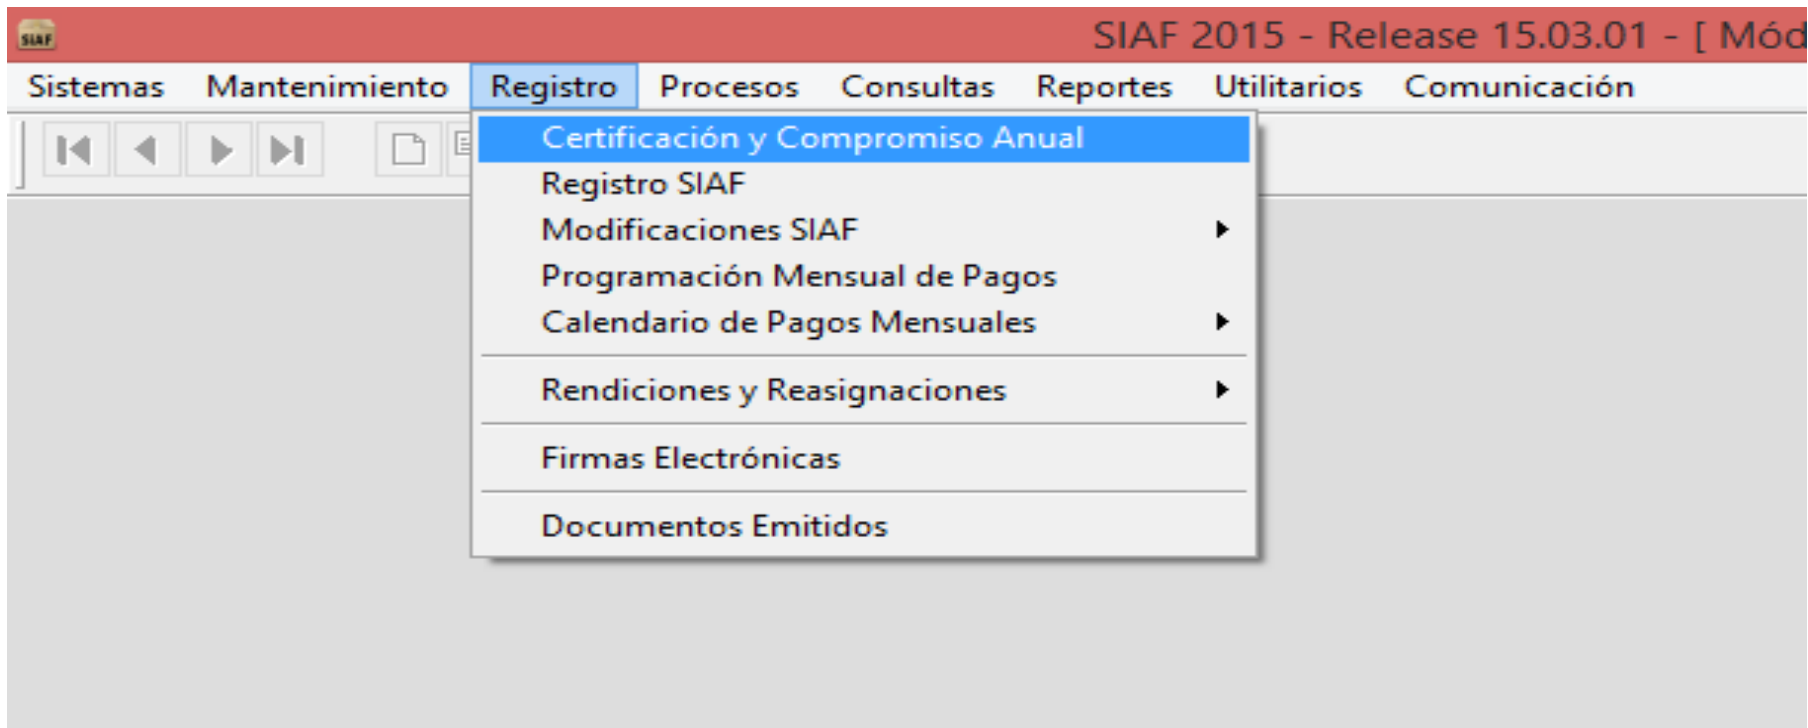 SIAF
SIAF 2015 - Release 15.03.01 - [ Mód
Sistemas Mantenimiento Registro Procesos Consultas Reportes Utilitarios Comunicación
Certificación y Compromiso Anual
Registro SIAF
Modificaciones SIAF
Programación Mensual de Pagos
Calendario de Pagos Mensuales
Rendiciones y Reasignaciones
Firmas Electrónicas
Documentos Emitidos